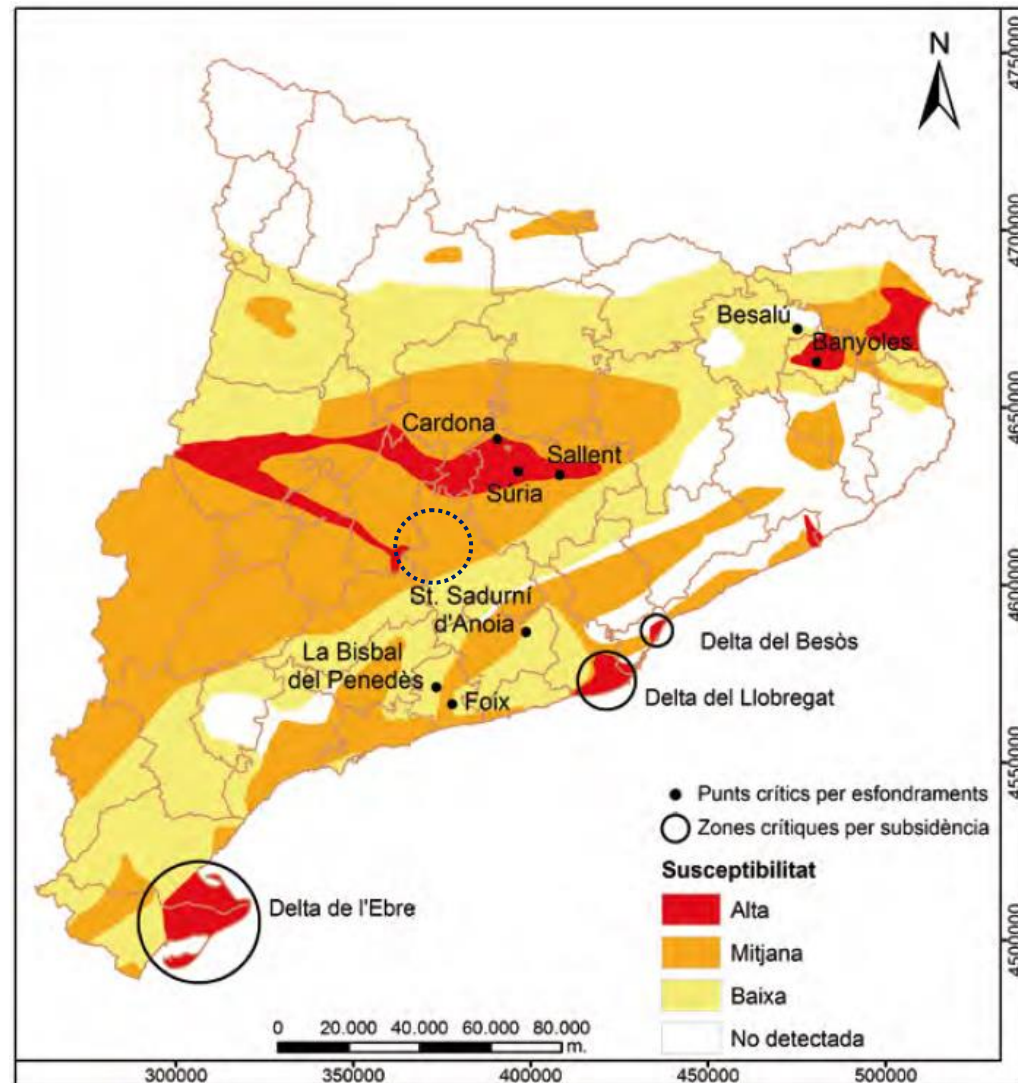 N
4750000
4700000
Besalú
Banyoles
4650000
Cardona
Sallent
Súria
4600000
St. Sadurní
d'Anoia
Delta del Besòs
La Bisbal
del Penedès
Foix
Delta del Llobregat
4550000
Punts crítics per esfondraments
Zones crítiques per subsidència
Susceptibilitat
Alta
Delta de l'Ebre
Mitjana
4500000
Baixa
No detectada
0 20.000 40.000 60.000 80.000
m.
300000 350000 400000 450000 500000